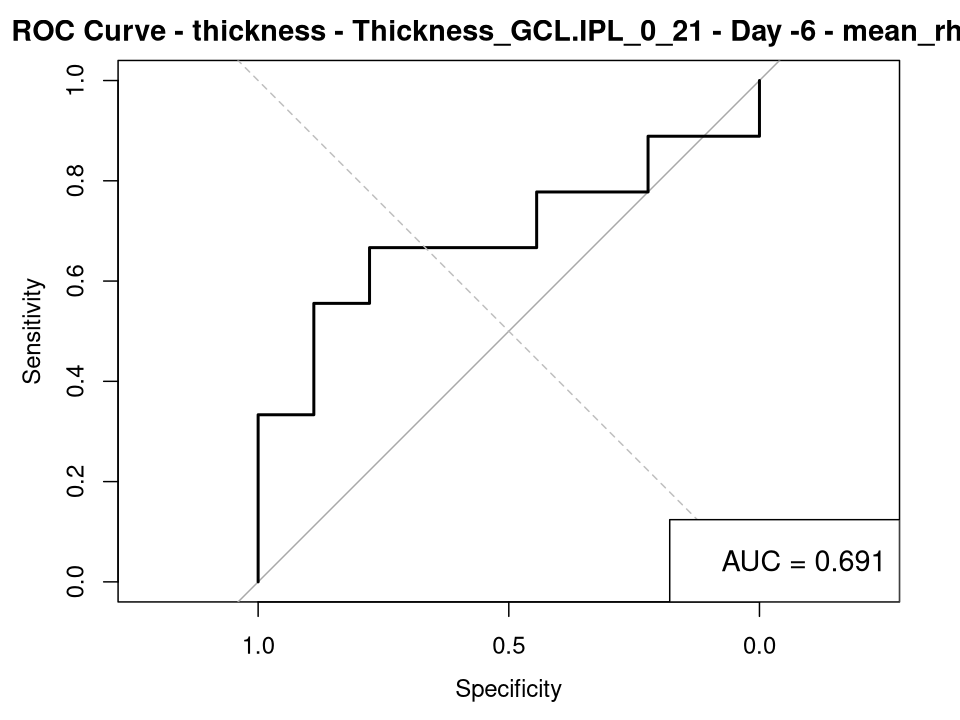 ROC Curve - thickness - Thickness_GCL.IPL_0_21 - Day -6 - mean_rh
1.0
0.8
0.6
0.4
0.2
0.0
Sensitivity
AUC = 0.691
1.0 0.5 0.0
Specificity